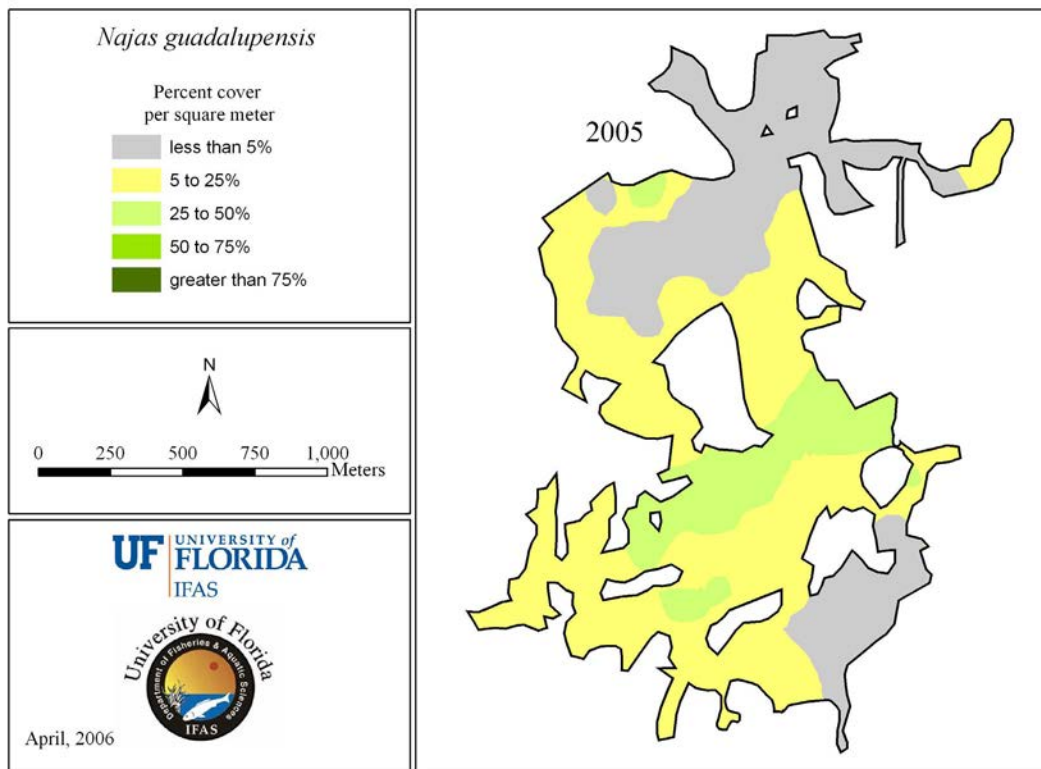 Najas guadalupensis
Percent cover
per square meter
less than 5%
5 to 25%
25 to 50%
50 to 75%
greater than 75%
N
0 250 500 750 1,000
Meters
UF UNIVERSITY of
FLORIDA
IFAS
University of Florida
Department of Fisheries & Aquatic Sciences
IFAS
April, 2006
2005